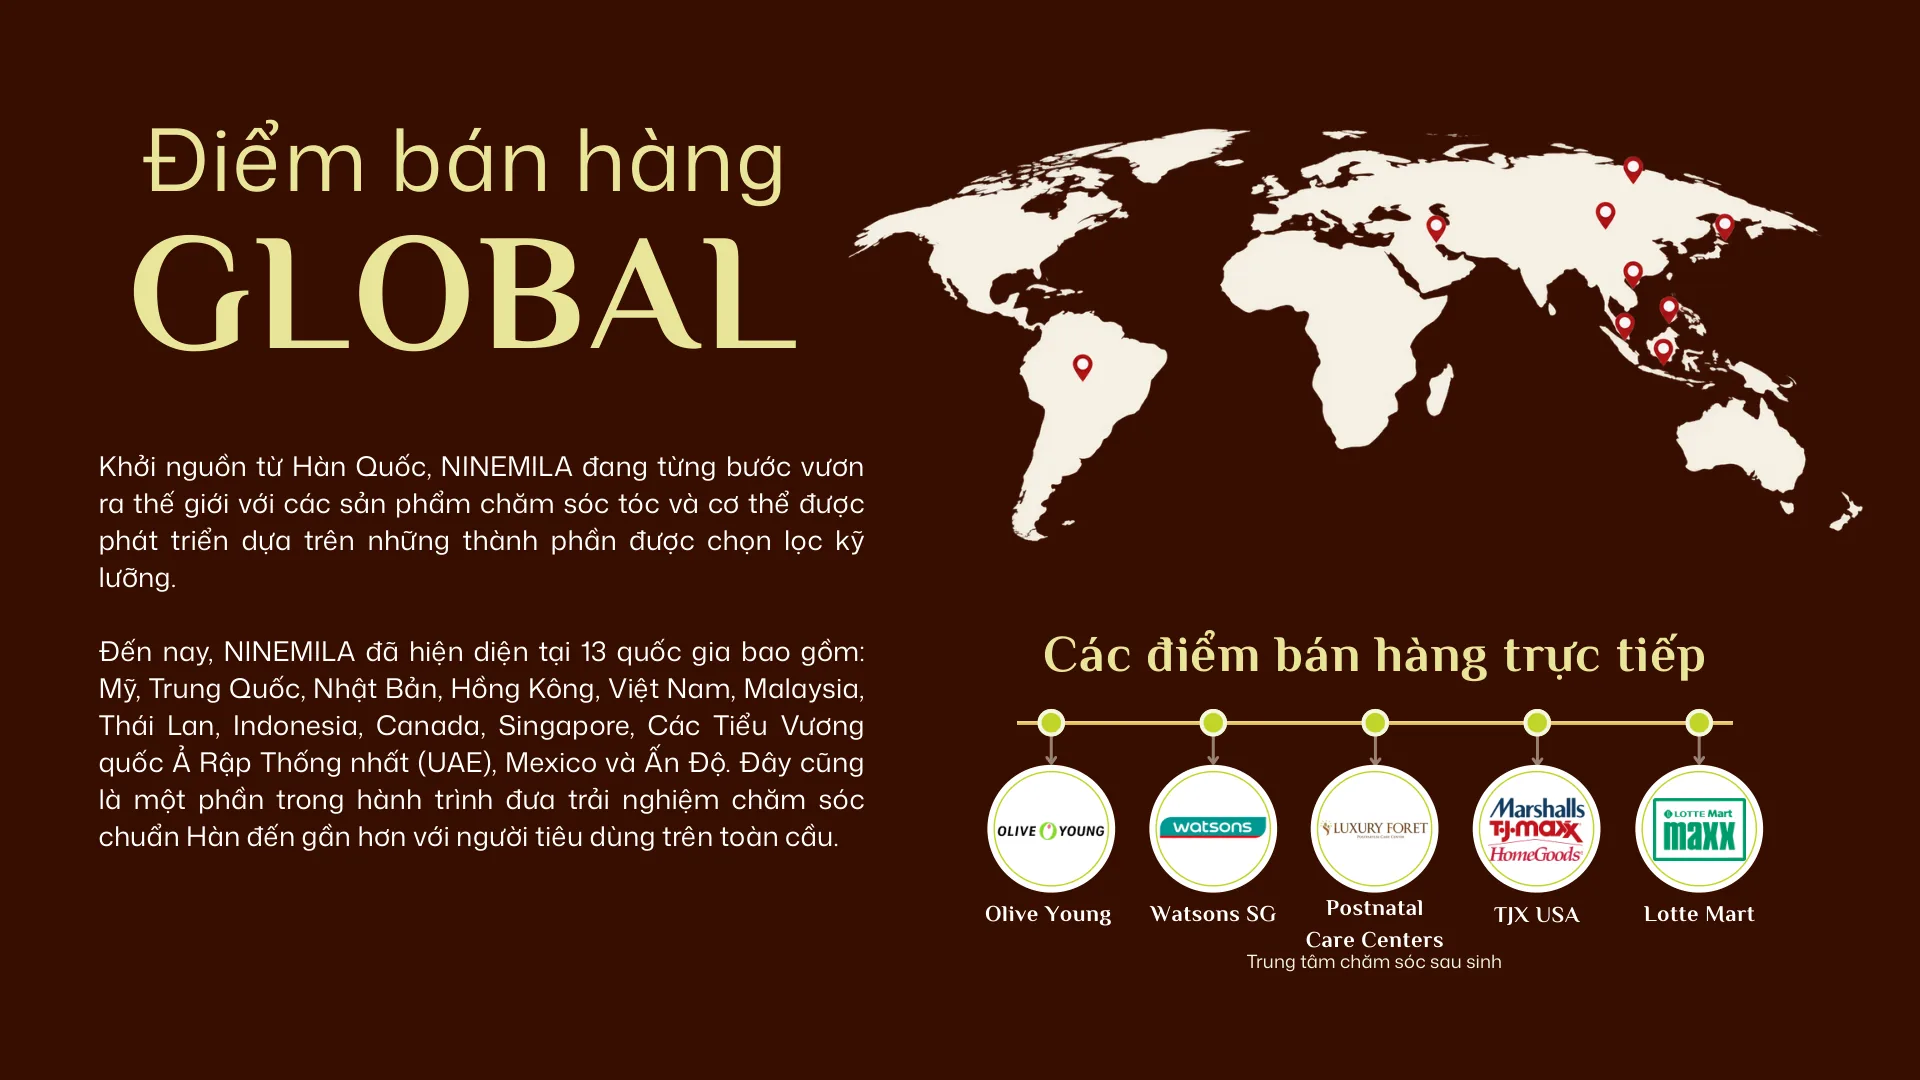 Điểm bán hàng
GLOBAL
Khởi nguồn từ Hàn Quốc, NINEMILA đang từng bước vươn
ra thế giới với các sản phẩm chăm sóc tóc và cơ thể được
phát triển dựa trên những thành phần được chọn lọc kỹ
lưỡng.
Đến nay, NINEMILA đã hiện diện tại 13 quốc gia bao gồm:
Mỹ, Trung Quốc, Nhật Bản, Hồng Kông, Việt Nam, Malaysia,
Thái Lan, Indonesia, Canada, Singapore, Các Tiểu Vương
quốc Ả Rập Thống nhất (UAE), Mexico và Ấn Độ. Đây cũng
là một phần trong hành trình đưa trải nghiệm chăm sóc
chuẩn Hàn đến gần hơn với người tiêu dùng trên toàn cầu.
Các điểm bán hàng trực tiếp
OLIVE YOUNG
Olive Young
watsons
Watsons SG
LUXURY FORET
Postnatal
Care Centers
Trung tâm chăm sóc sau sinh
Marshalls
T.J.maxx
HomeGoods
TJX USA
LOTTE Mart
maxx
Lotte Mart